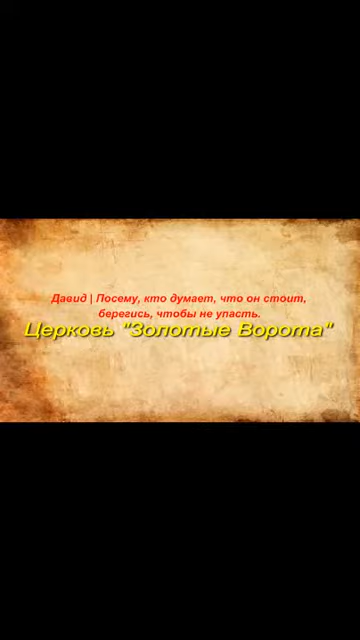 Давид | Посему, кто думает, что он стоит,
берегись, чтобы не упасть.
Церковь "Золотые Ворота"